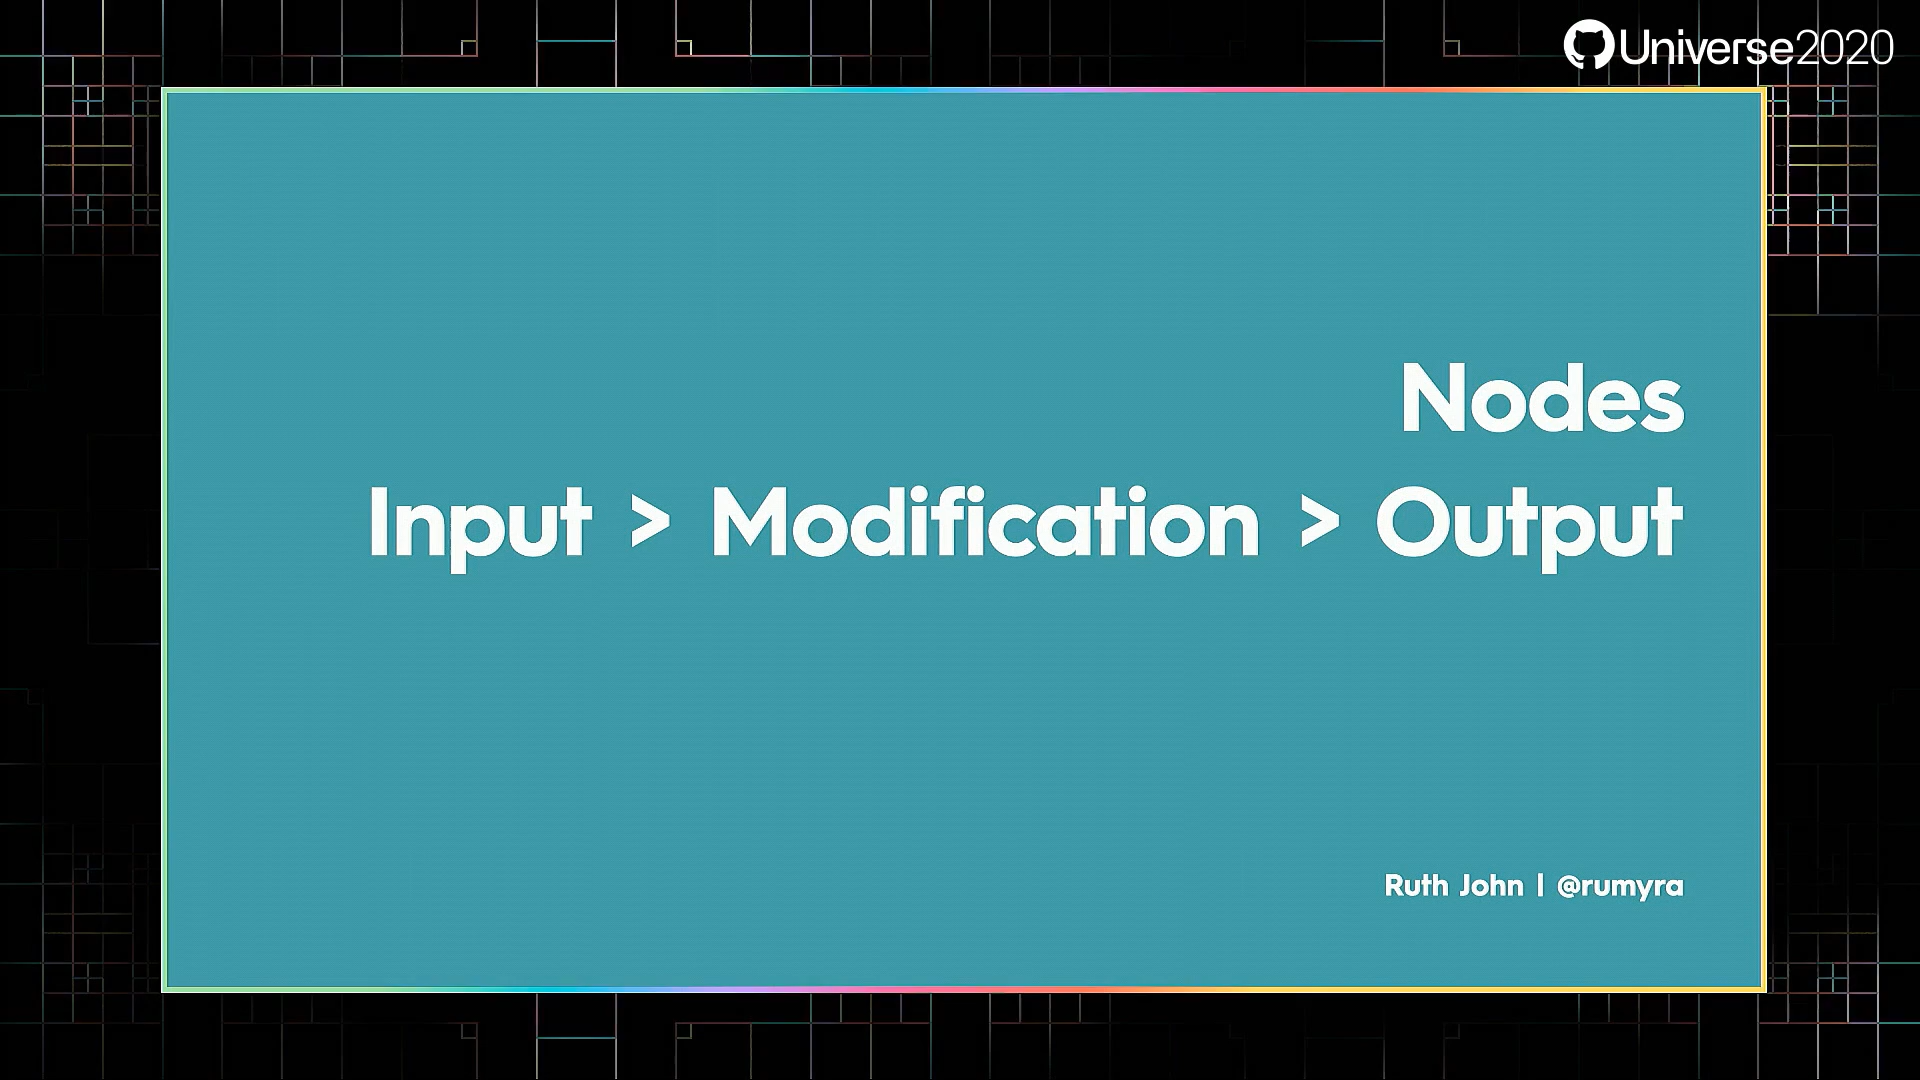 Universe2020
Nodes
Input > Modification > Output
Ruth John | @rumyra